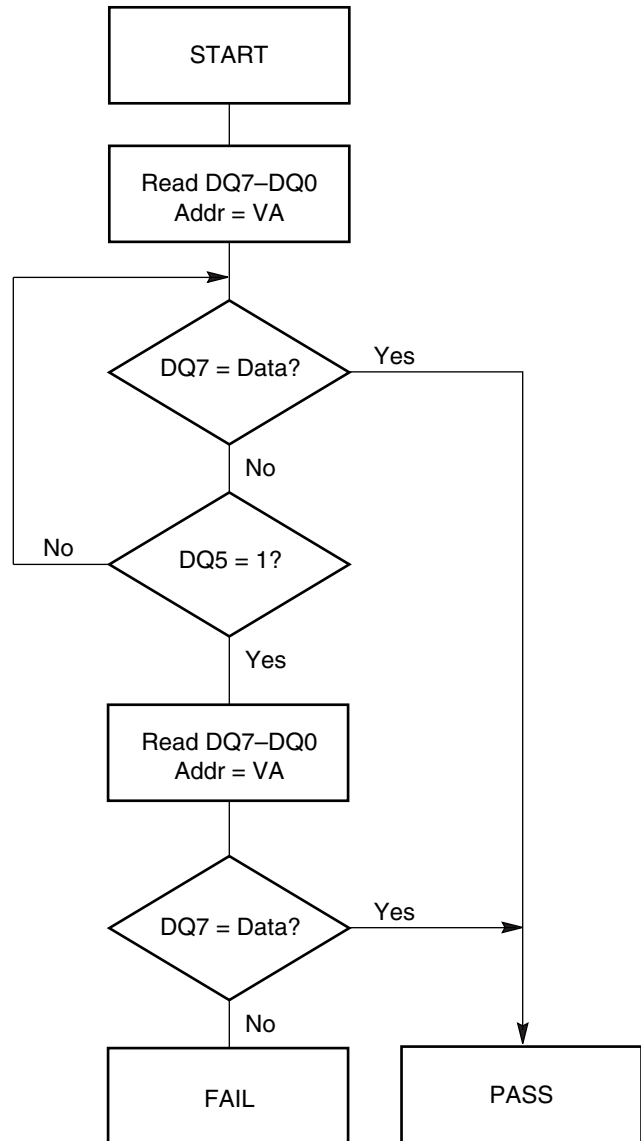 START
Read DQ7–DQ0
Addr = VA
DQ7 = Data?
Yes
No
No
DQ5 = 1?
Yes
Read DQ7–DQ0
Addr = VA
DQ7 = Data?
Yes
No
FAIL
PASS